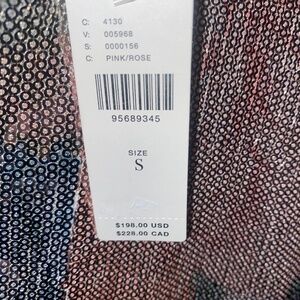 C: 4130
V: 005968
S: 0000156
C: PINK/ROSE
95689345
SIZE
S
$198.00 USD
$228.00 CAD